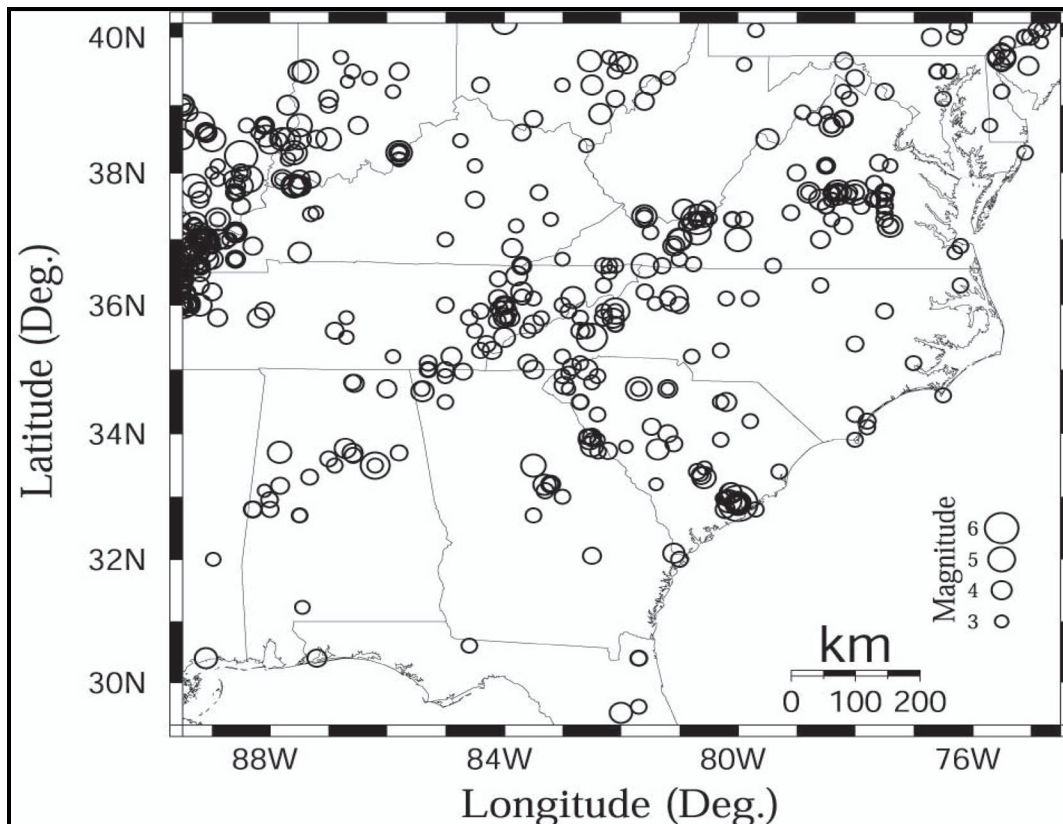 40N
38N
36N
34N
32N
30N
Latitude (Deg.)
88W
84W
80W
76W
Longitude (Deg.)
Magnitude
6
5
4
3
km
0 100 200